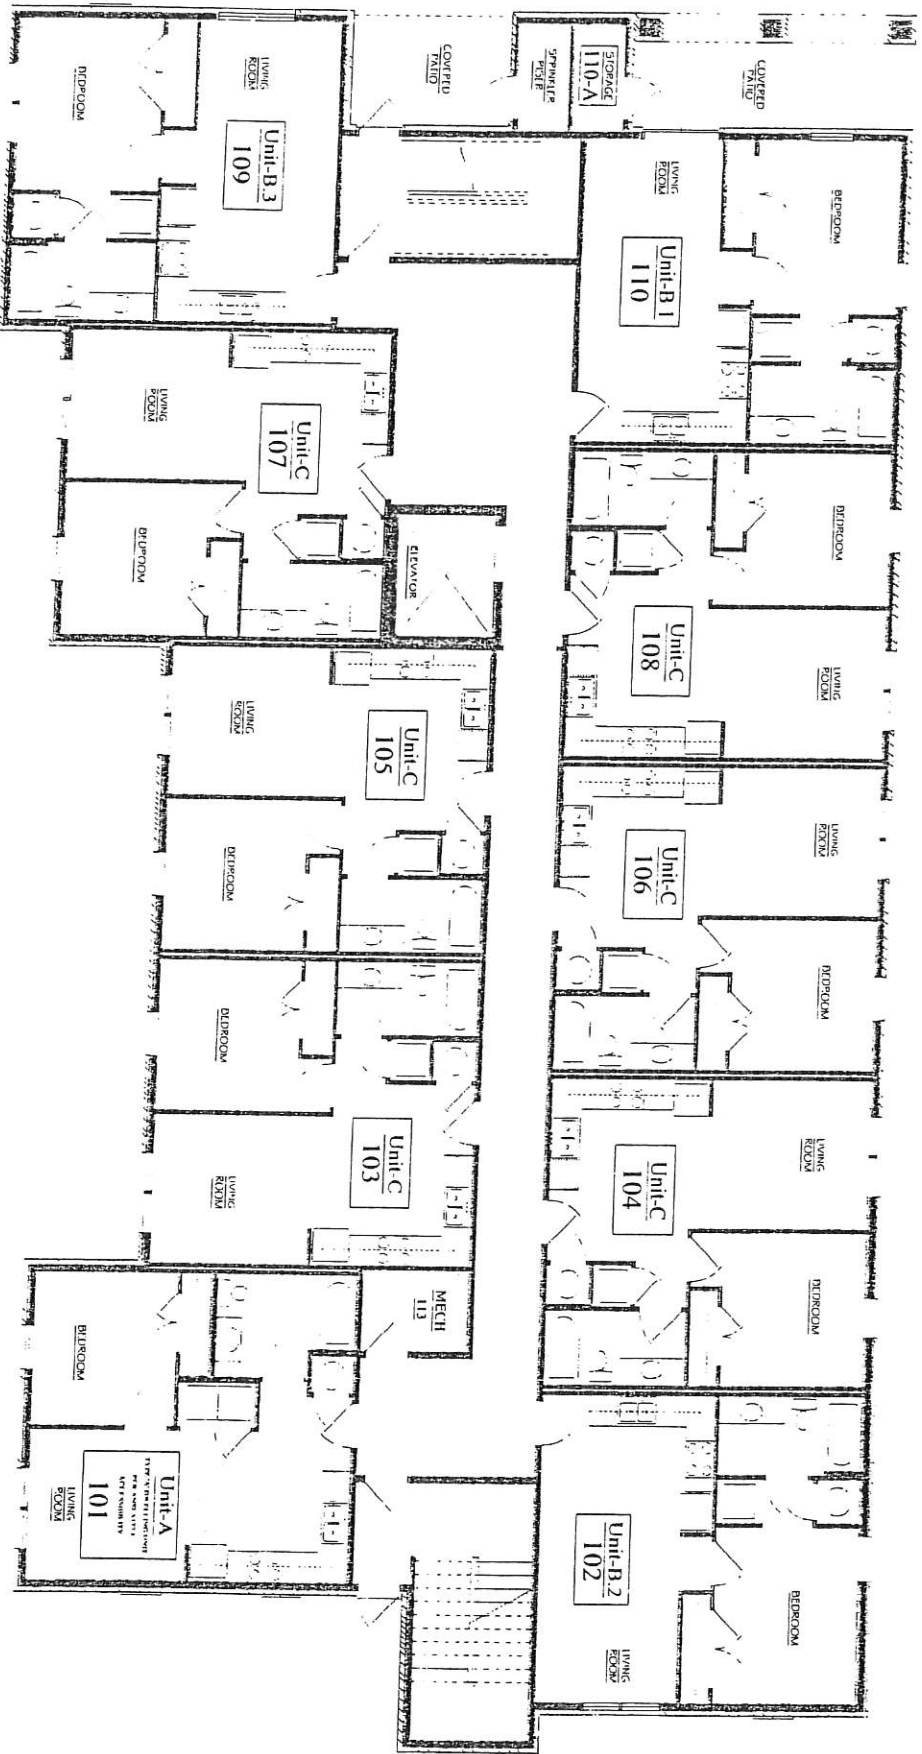 COVERED
PATIO
STORAGE
110-A
SPRINKLER
RISER
COVERED
PATIO
BEDROOM
LIVING
ROOM
Unit-B.1
110
BEDROOM
LIVING
ROOM
Unit-C
108
LIVING
ROOM
BEDROOM
Unit-C
106
LIVING
ROOM
BEDROOM
Unit-C
104
BEDROOM
LIVING
ROOM
Unit-B.2
102
LIVING
ROOM
BEDROOM
Unit-B.3
109
ELEVATOR
Unit-C
107
LIVING
ROOM
BEDROOM
Unit-C
105
LIVING
ROOM
BEDROOM
Unit-C
103
BEDROOM
LIVING
ROOM
MECH
113
Unit-A
101
BEDROOM
LIVING
ROOM